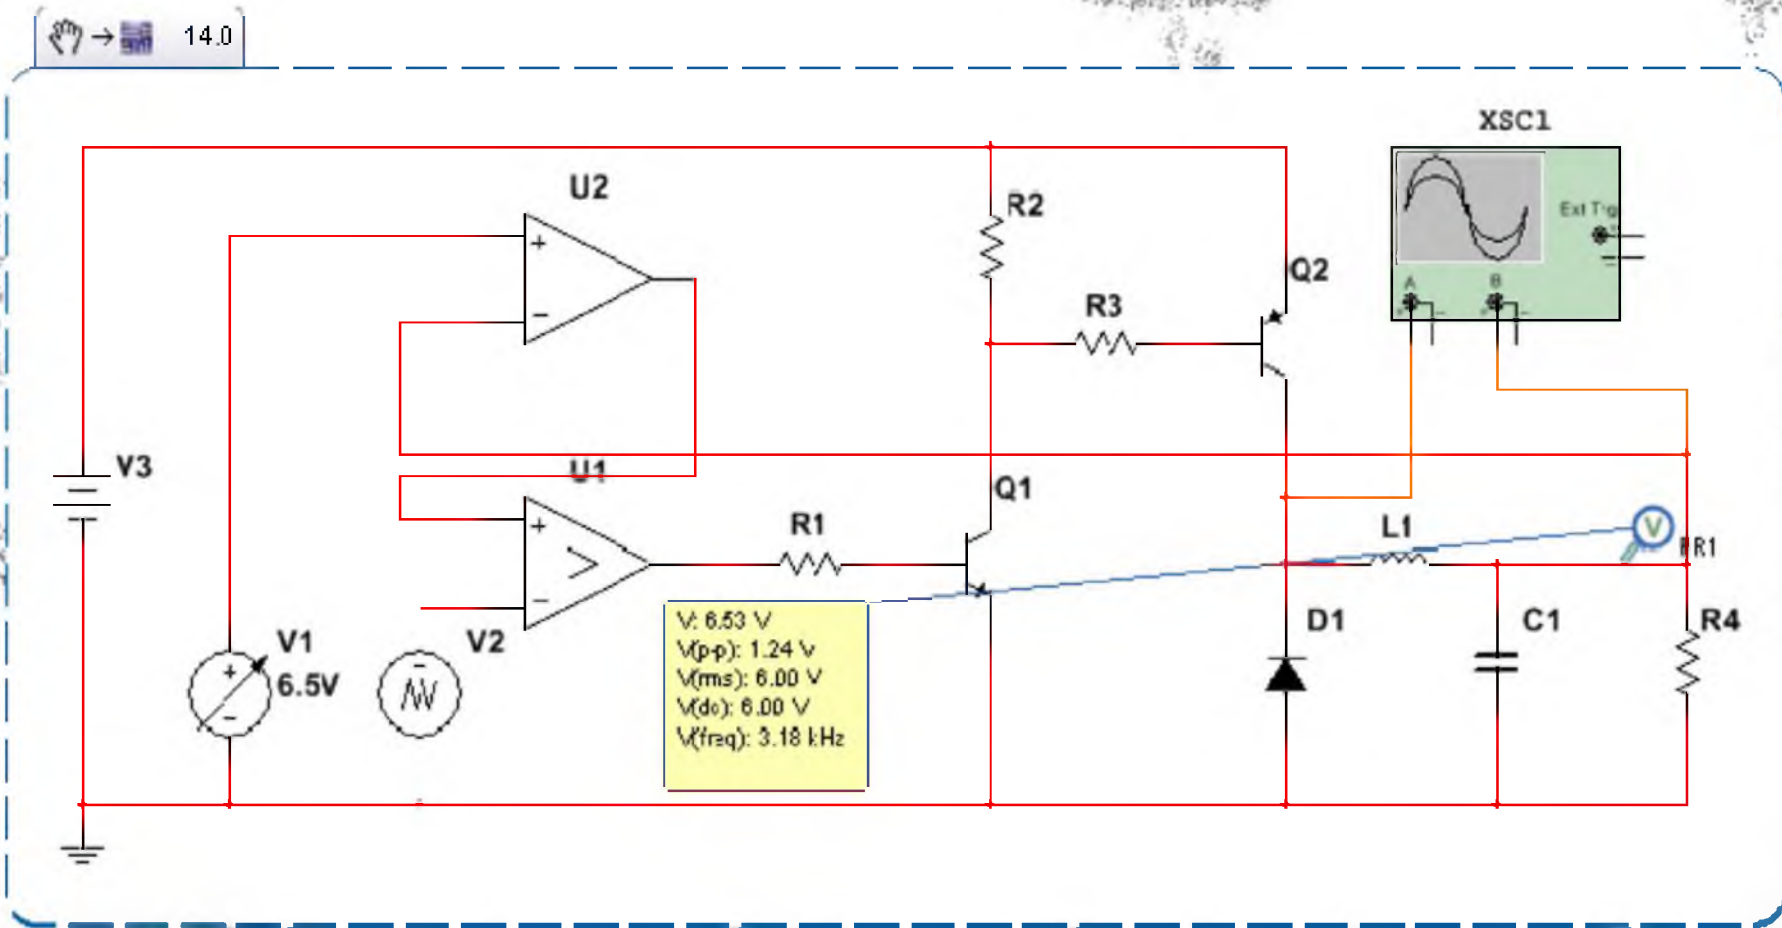 14.0
XSC1
U2
R2
Ext Trig
Q2
A
B
R3
V3
U1
Q1
R1
L1
V
PR1
V1
6.5V
V2
V: 6.53 V
V(p-p): 1.24 V
V(rms): 6.00 V
V(dc): 6.00 V
V(freq): 3.18 kHz
D1
C1
R4